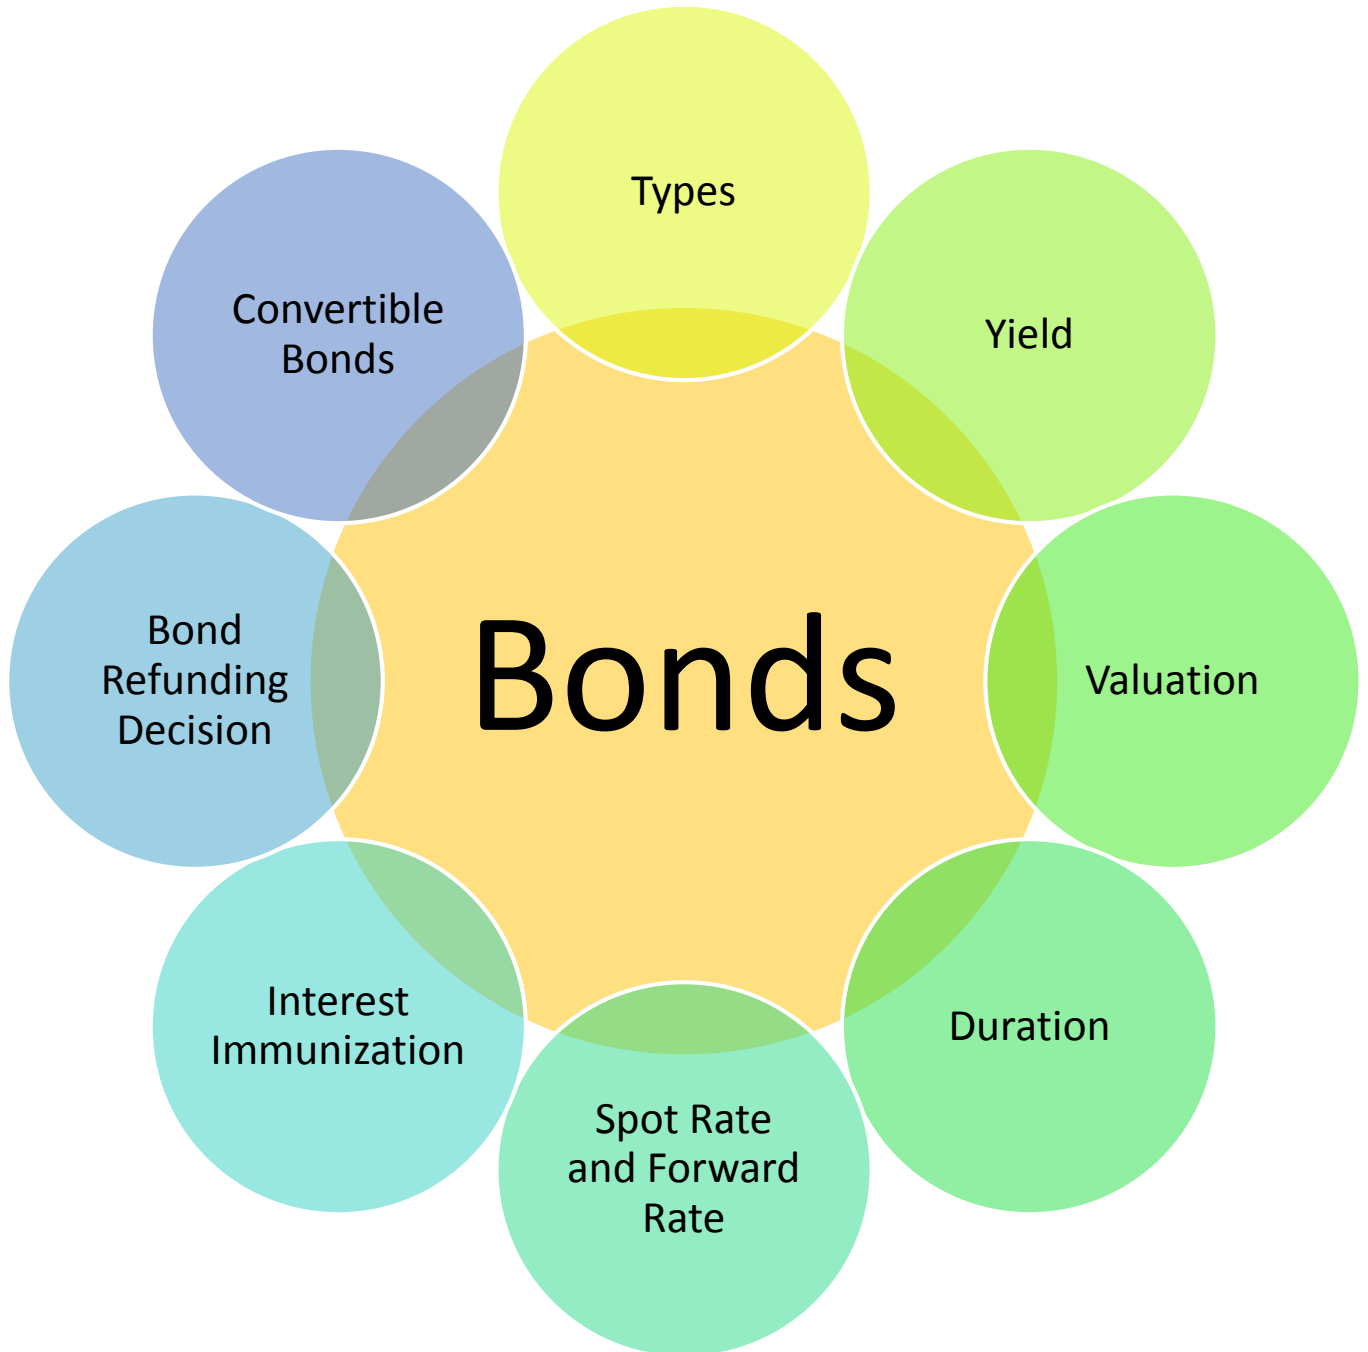 Types
Yield
Valuation
Duration
Spot Rate
and Forward
Rate
Interest
Immunization
Bond
Refunding
Decision
Convertible
Bonds
Bonds